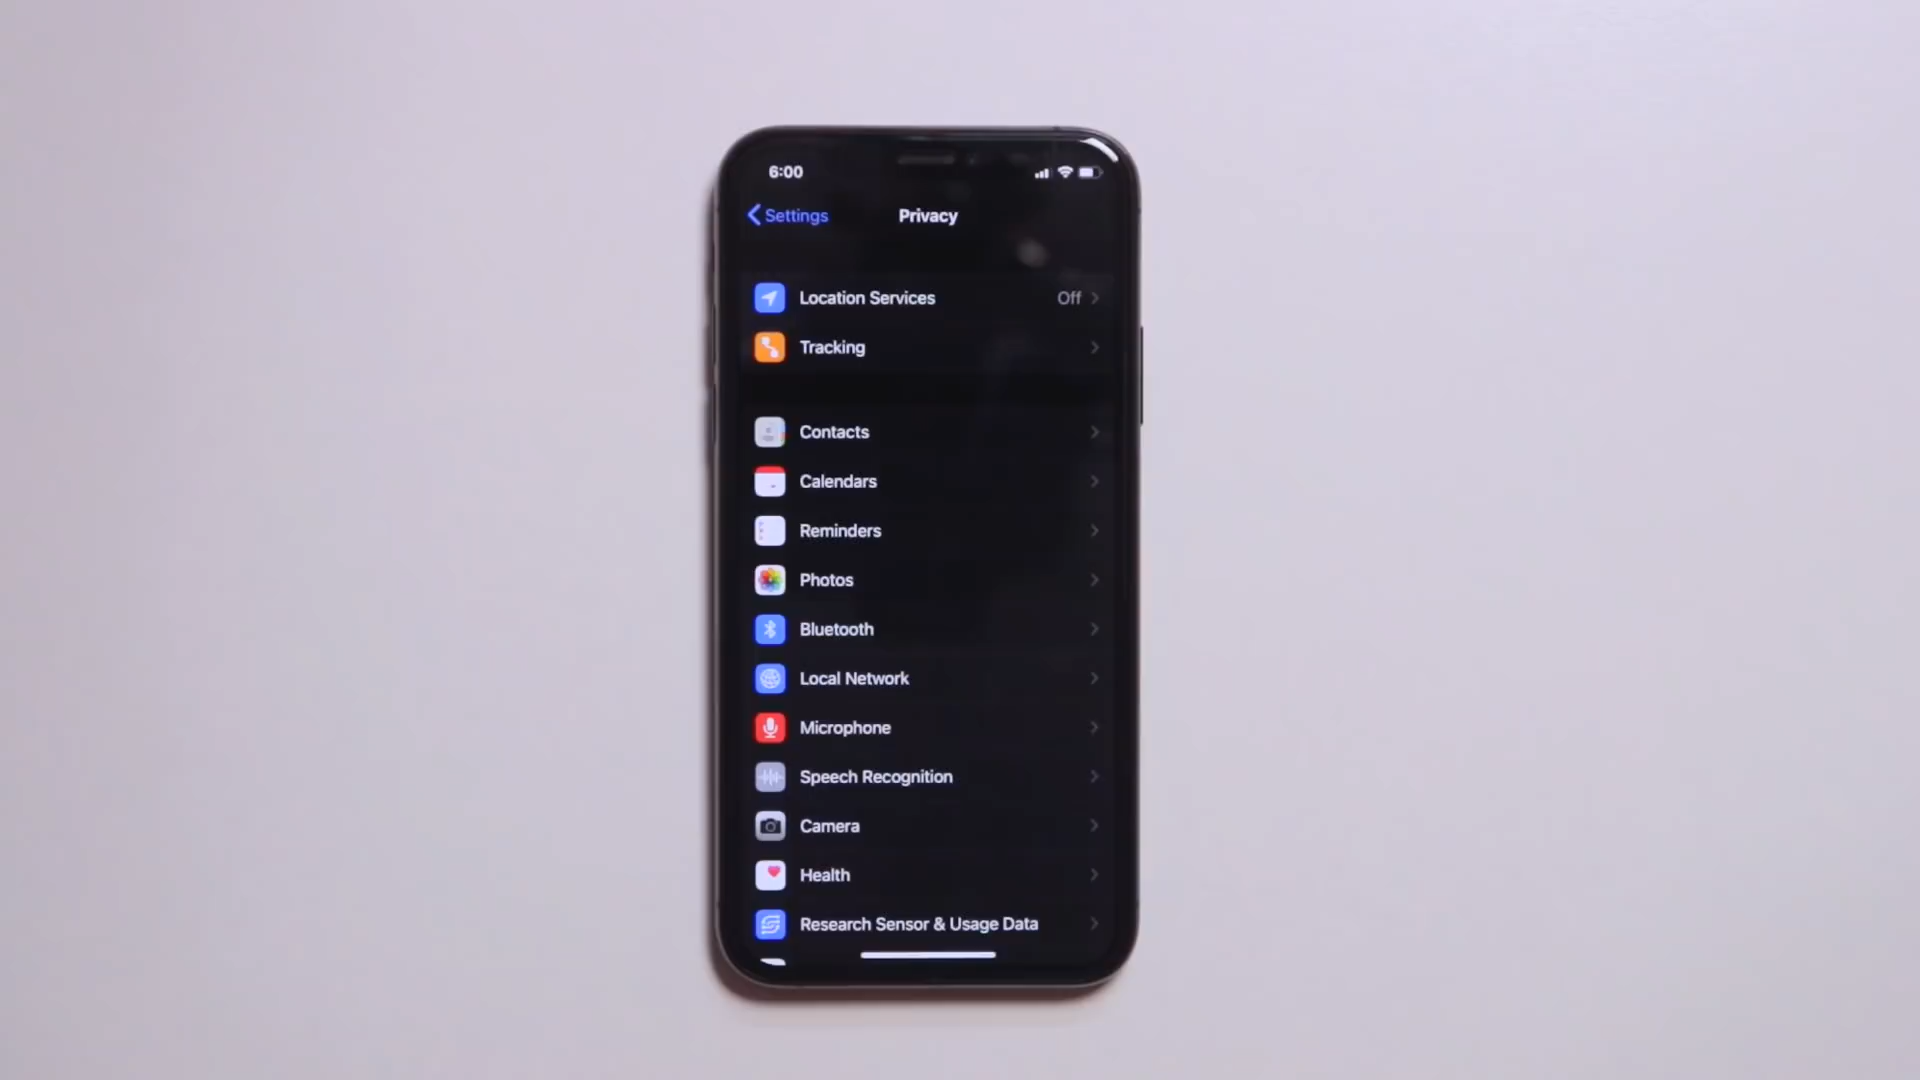 6:00
Settings
Privacy
Location Services Off
Tracking
Contacts
Calendars
Reminders
Photos
Bluetooth
Local Network
Microphone
Speech Recognition
Camera
Health
Research Sensor & Usage Data